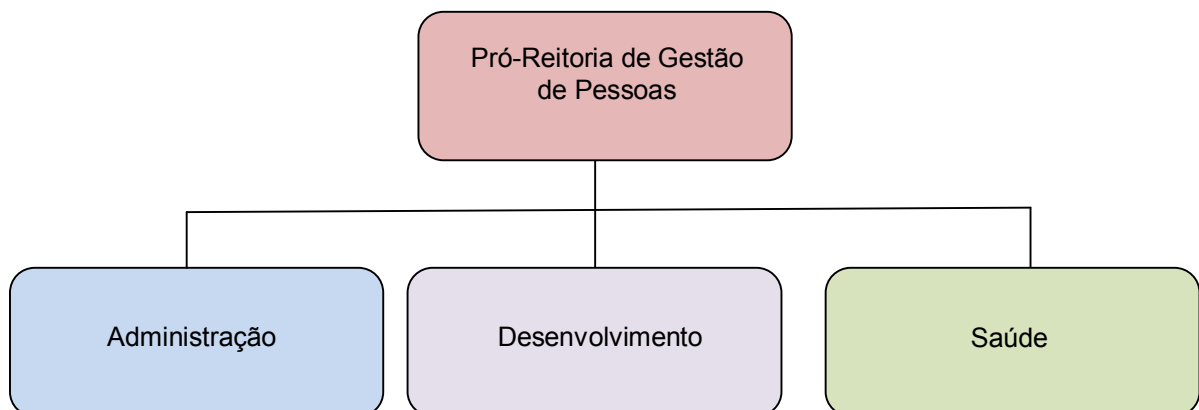 Pró-Reitoria de Gestão
de Pessoas
Administração
Desenvolvimento
Saúde